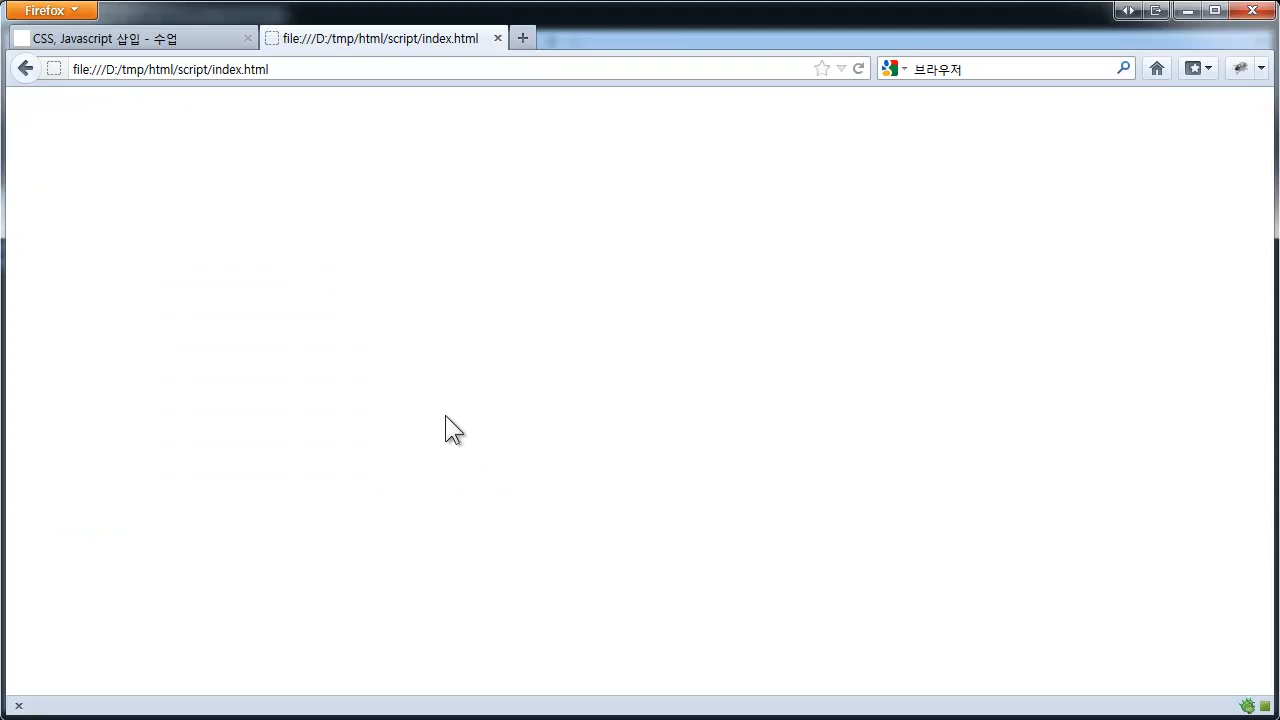 Firefox
CSS, Javascript 삽입 - 수업
file:///D:/tmp/html/script/index.html
file:///D:/tmp/html/script/index.html
브라우저